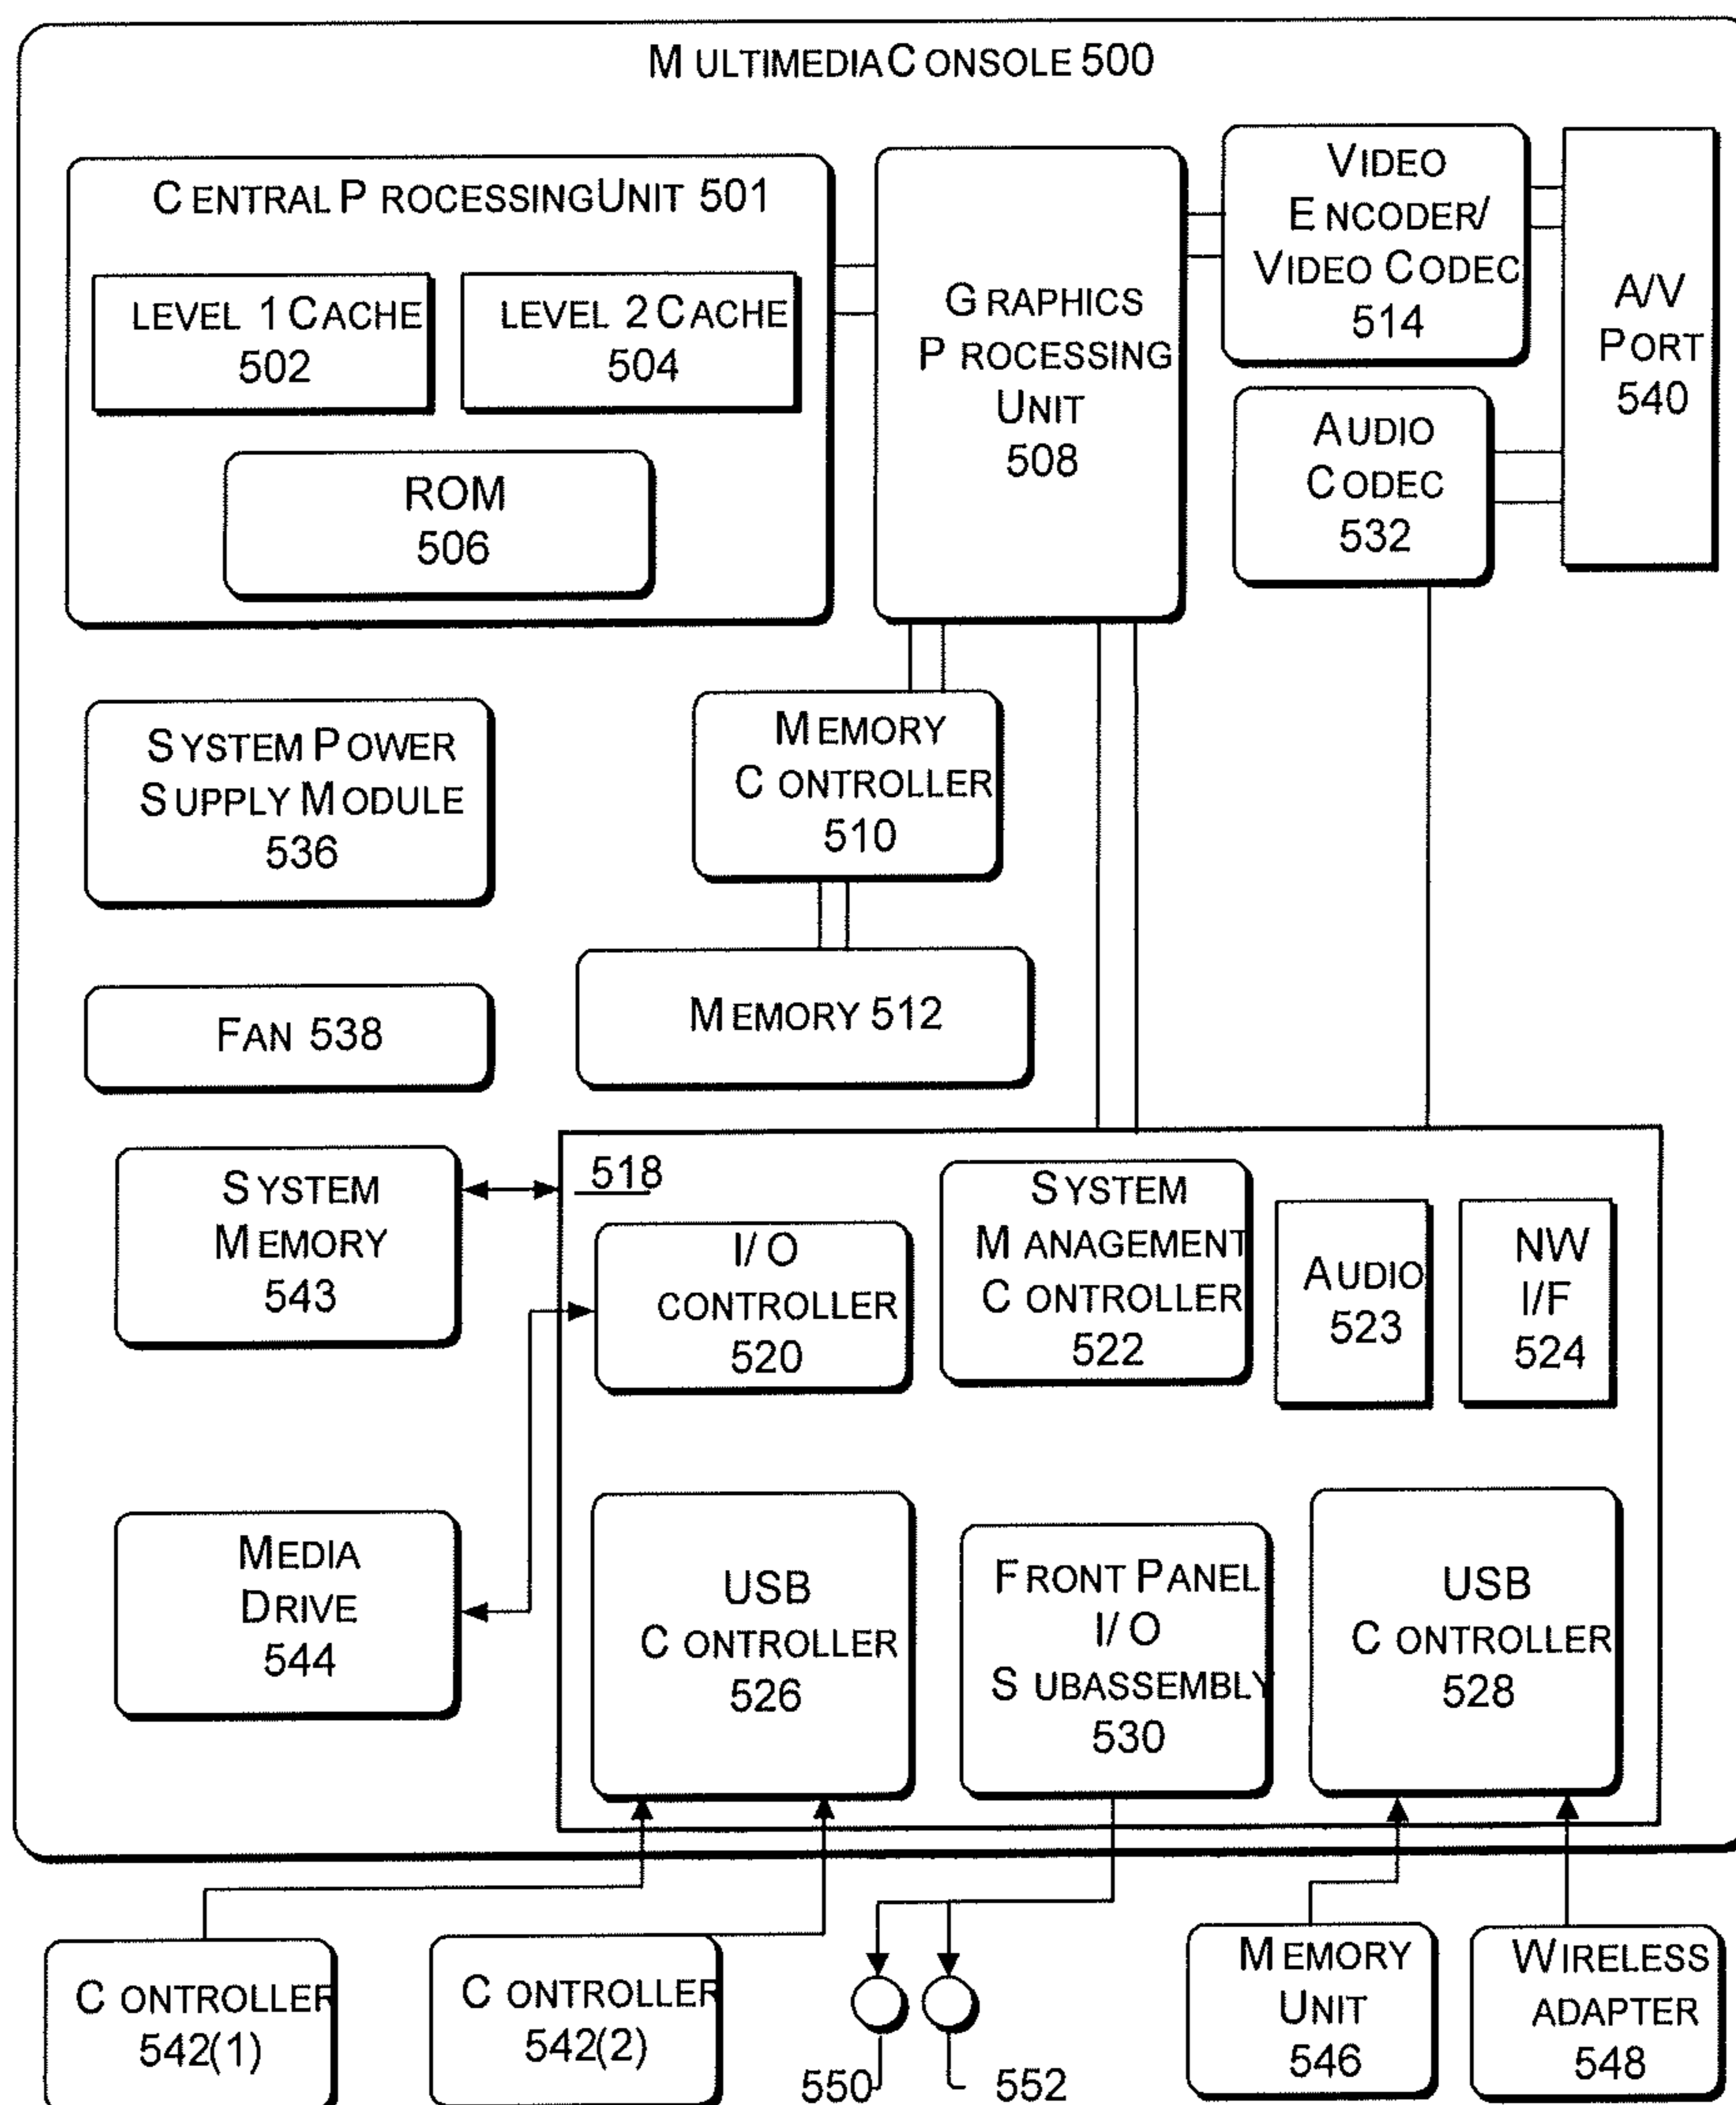 MULTIMEDIA CONSOLE 500
CENTRAL PROCESSING UNIT 501
LEVEL 1 CACHE
502
LEVEL 2 CACHE
504
ROM
506
GRAPHICS
PROCESSING
UNIT
508
VIDEO
ENCODER/
VIDEO CODEC
514
AUDIO
CODEC
532
A/V
PORT
540
SYSTEM POWER
SUPPLY MODULE
536
MEMORY
CONTROLLER
510
FAN 538
MEMORY 512
SYSTEM
MEMORY
543
518
I/O
CONTROLLER
520
SYSTEM
MANAGEMENT
CONTROLLER
522
AUDIO
523
NW
I/F
524
MEDIA
DRIVE
544
USB
CONTROLLER
526
FRONT PANEL
I/O
SUBASSEMBLY
530
USB
CONTROLLER
528
CONTROLLER
542(1)
CONTROLLER
542(2)
550
552
MEMORY
UNIT
546
WIRELESS
ADAPTER
548